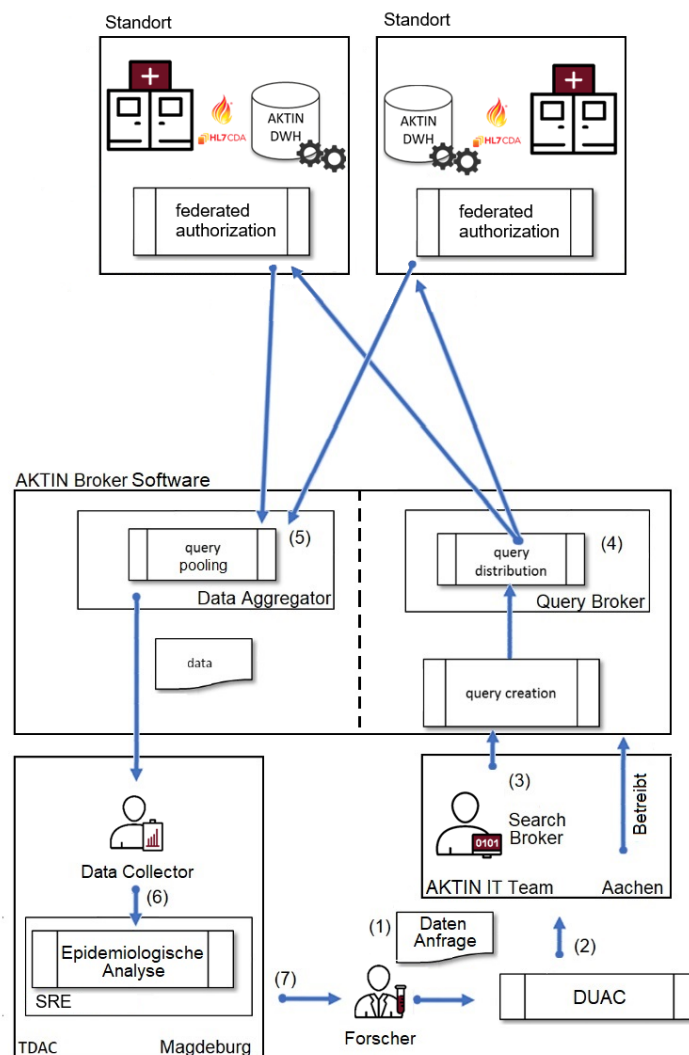 Standort
Standort
AKTIN
DWH
HL7CDA
federated
authorization
AKTIN
DWH
HL7CDA
federated
authorization
AKTIN Broker Software
(5)
query
pooling
Data Aggregator
(4)
query
distribution
Query Broker
data
query creation
(3)
Search
Broker
0101
Betreibt
AKTIN IT Team
Aachen
Data Collector
(6)
Epidemiologische
Analyse
SRE
TDAC
Magdeburg
(1)
Daten
Anfrage
(2)
(7)
Forscher
DUAC